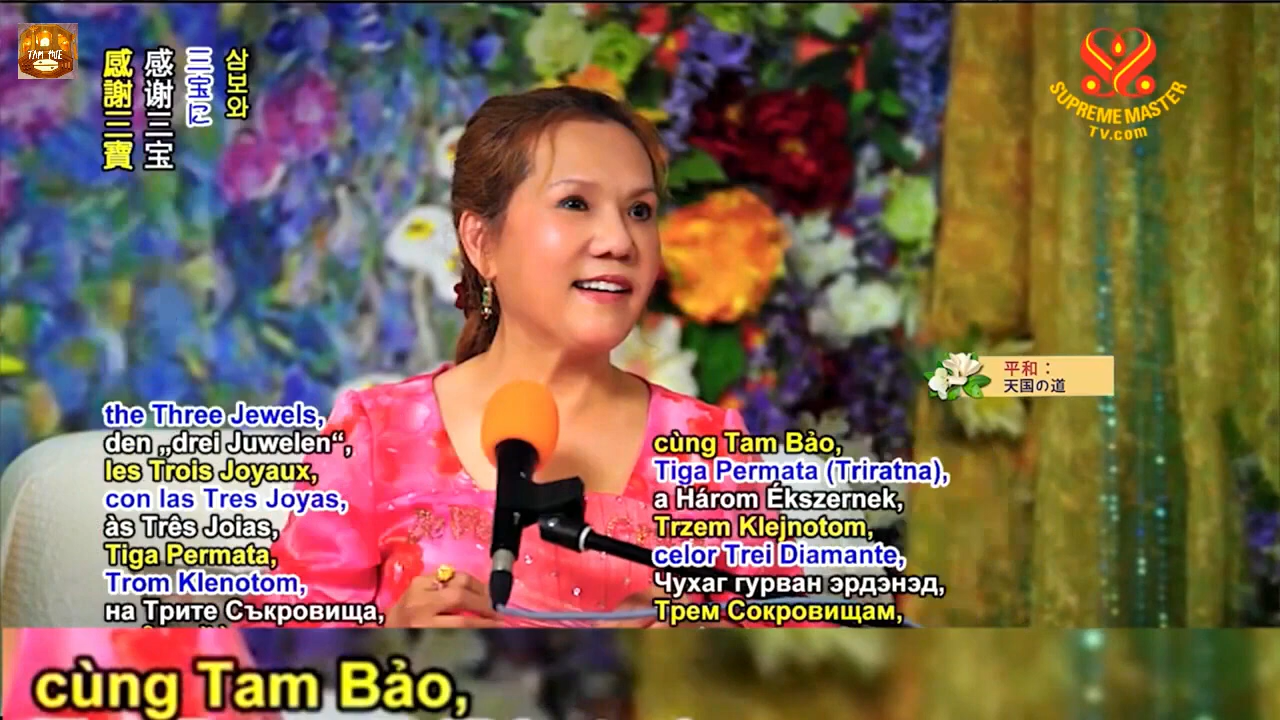 TAM TUE
感謝三寶
感谢三宝
三宝に
삼보와
SUPREME MASTER
TV.com
平和：
天国の道
the Three Jewels,
den „drei Juwelen“,
les Trois Joyaux,
con las Tres Joyas,
às Três Joias,
Tiga Permata,
Trom Klenotom,
на Трите Съкровища,
cùng Tam Bảo,
Tiga Permata (Triratna),
a Három Ékszernek,
Trzem Klejnotom,
celor Trei Diamante,
Чухаг гурван эрдэнэд,
Трем Сокровищам,
cùng Tam Bảo,